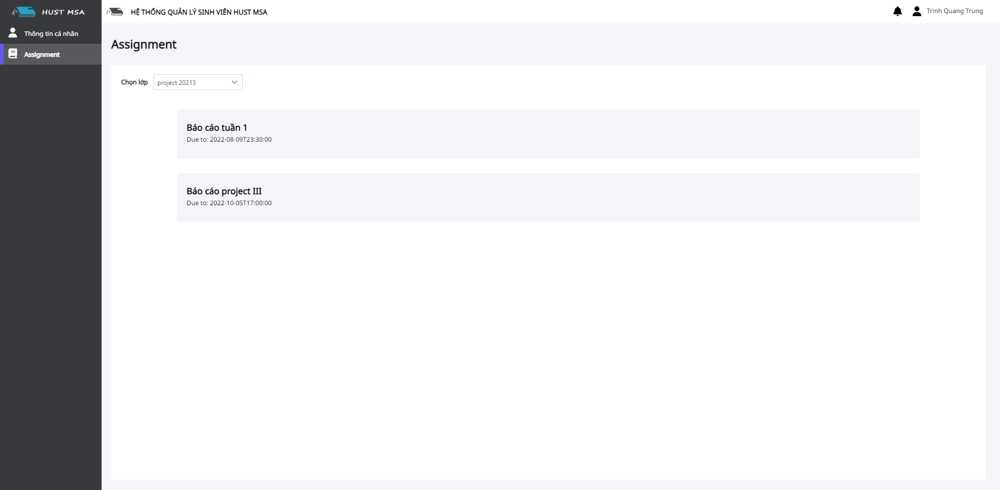 HUST MSA
HỆ THỐNG QUẢN LÝ SINH VIÊN HUST MSA
Trinh Quang Trung
Thông tin cá nhân
Assignment
Assignment
Chọn lớp
project 20213
Báo cáo tuần 1
Due to: 2022-08-09T23:30:00
Báo cáo project III
Due to: 2022-10-05T17:00:00